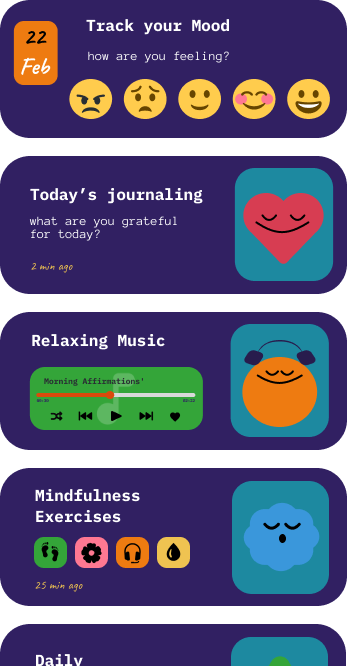 22
Feb
Track your Mood
how are you feeling?
Today's journaling
what are you grateful
for today?
2 min ago
Relaxing Music
Morning Affirmations'
Mindfulness
Exercises
25 min ago
Daily